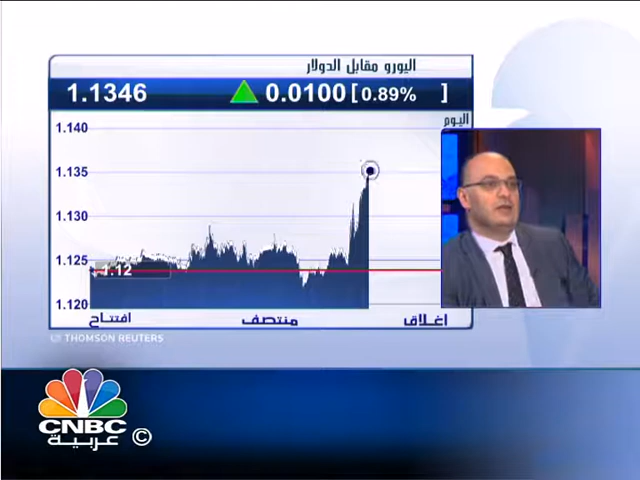 اليورو مقابل الدولار
1.1346 0.0100 [ 0.89% ]
اليوم
1.140
1.135
1.130
1.125
1.12
1.120
افتتاح منتصف اغلاق
THOMSON REUTERS
CNBC
عربية ©